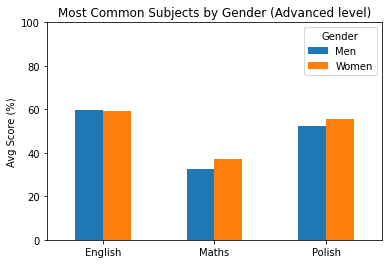 Most Common Subjects by Gender (Advanced level)
Gender
Men
Women
Avg Score (%)
100
80
60
40
20
0
English Maths Polish